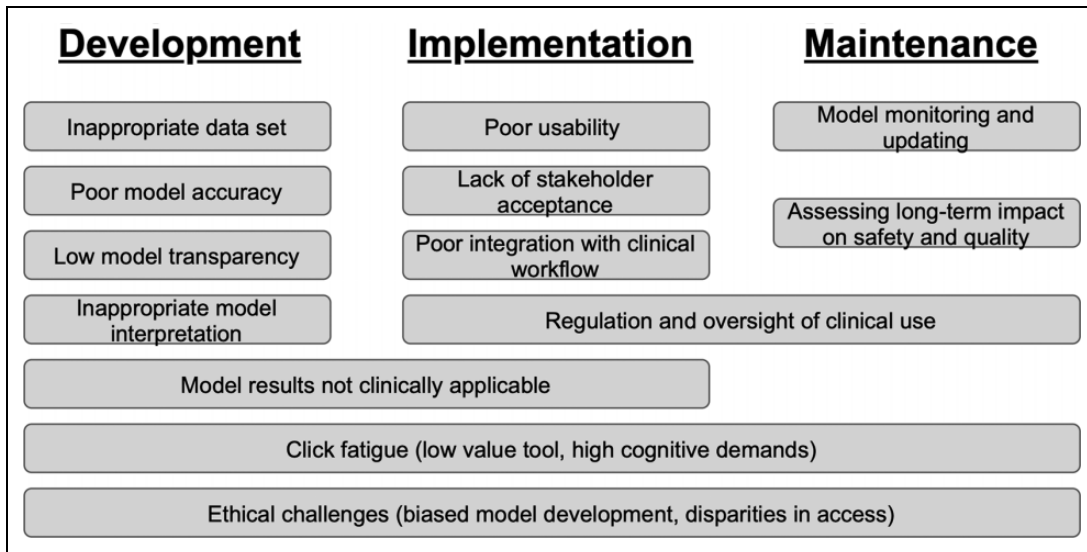 Development
Implementation
Maintenance
Inappropriate data set
Poor usability
Model monitoring and
updating
Poor model accuracy
Lack of stakeholder
acceptance
Assessing long-term impact
on safety and quality
Low model transparency
Poor integration with clinical
workflow
Inappropriate model
interpretation
Regulation and oversight of clinical use
Model results not clinically applicable
Click fatigue (low value tool, high cognitive demands)
Ethical challenges (biased model development, disparities in access)